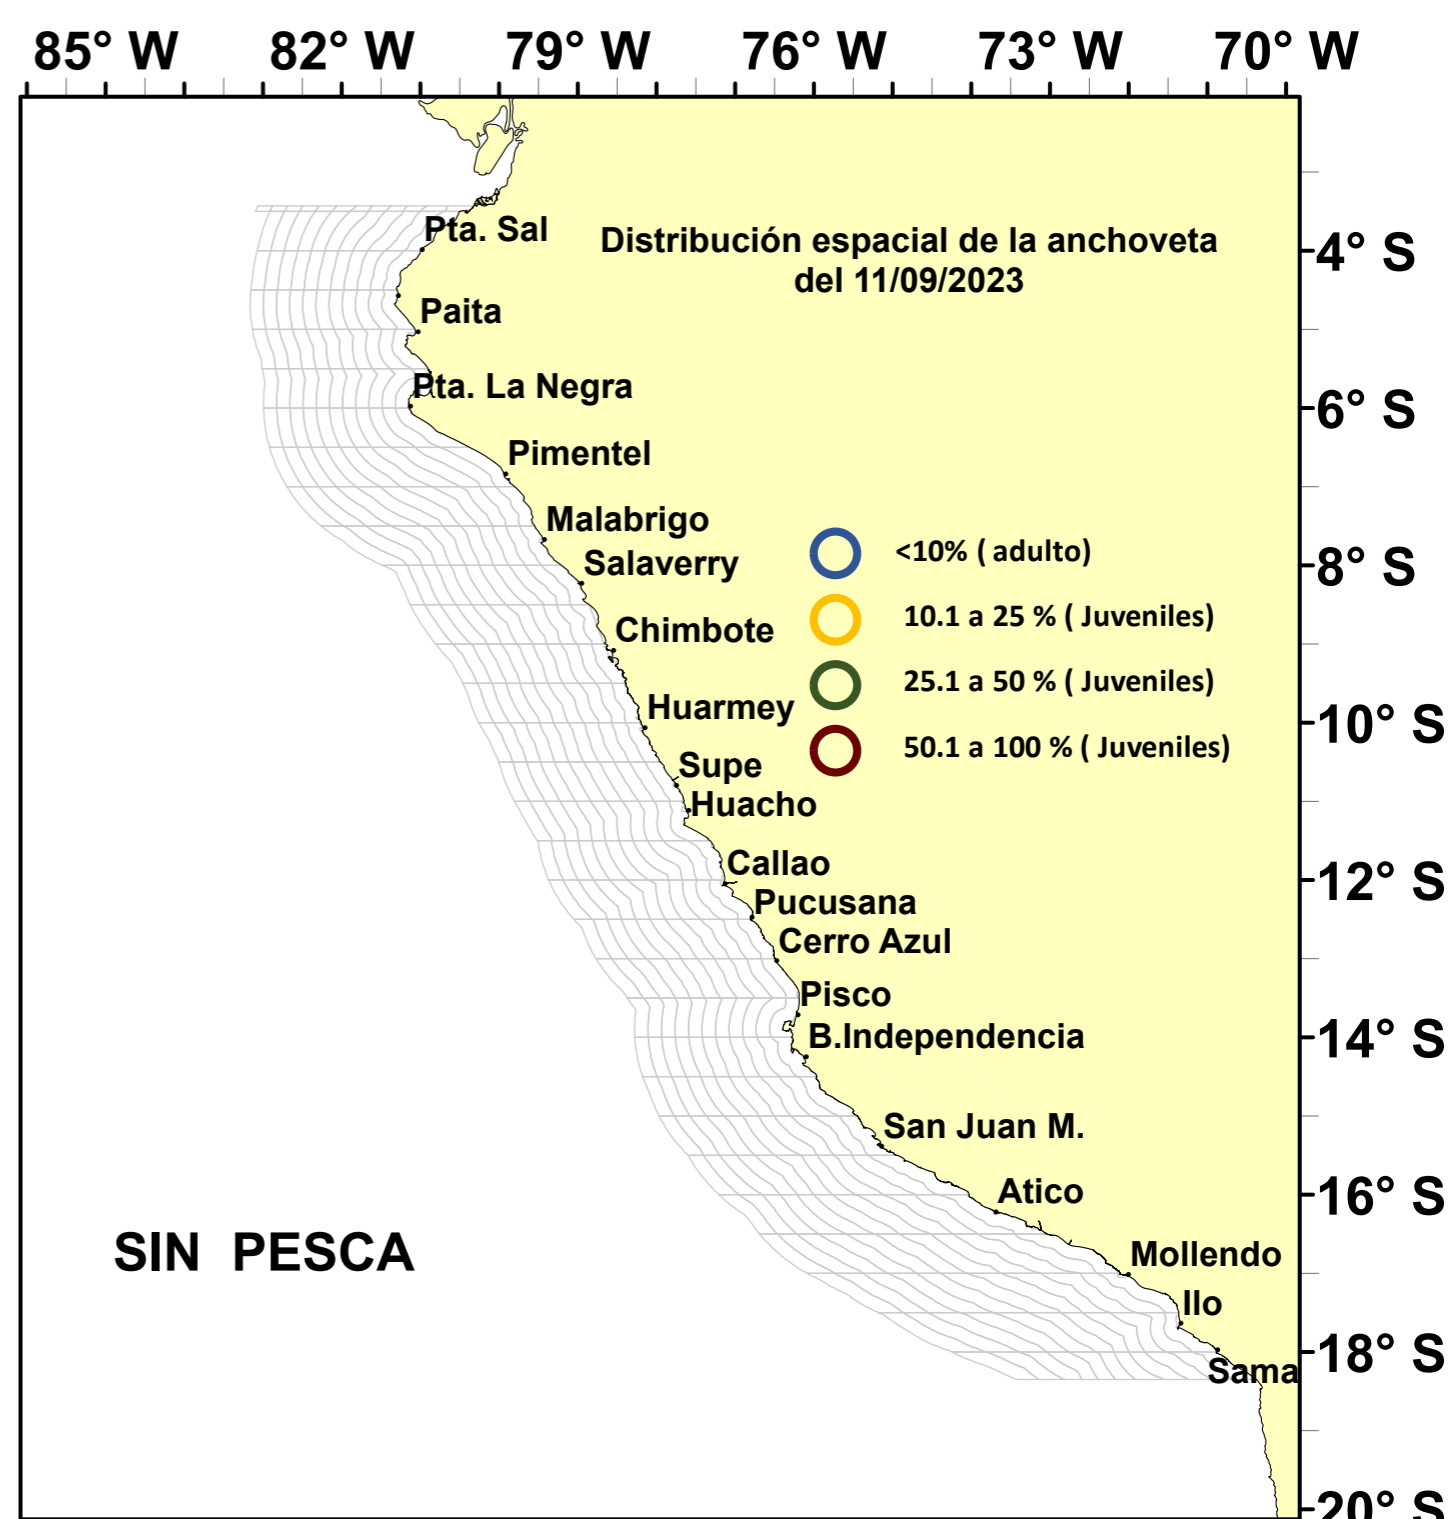 85° W 82° W 79° W 76° W 73° W 70° W
Pta. Sal
Distribución espacial de la anchoveta
del 11/09/2023
4° S
Paita
Pta. La Negra
6° S
Pimentel
Malabrigo
Salaverry
<10% ( adulto)
8° S
Chimbote
10.1 a 25 % ( Juveniles)
25.1 a 50 % ( Juveniles)
Huarmey
10° S
50.1 a 100 % ( Juveniles)
Supe
Huacho
Callao
12° S
Pucusana
Cerro Azul
Pisco
B.Independencia
14° S
San Juan M.
Atico
16° S
SIN PESCA
Mollendo
Ilo
18° S
Sama
20° S